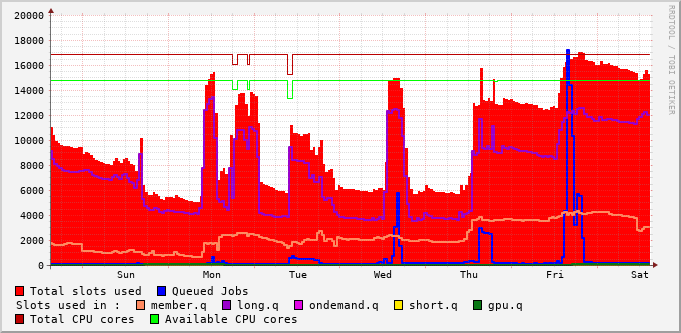 20000
18000
16000
14000
12000
10000
8000
6000
4000
2000
0
Sun Mon Tue Wed Thu Fri Sat
Total slots used Queued Jobs
Slots used in : member.q long.q ondemand.q short.q gpu.q
Total CPU cores Available CPU cores
RRDTOOL / TOBI OETIKER